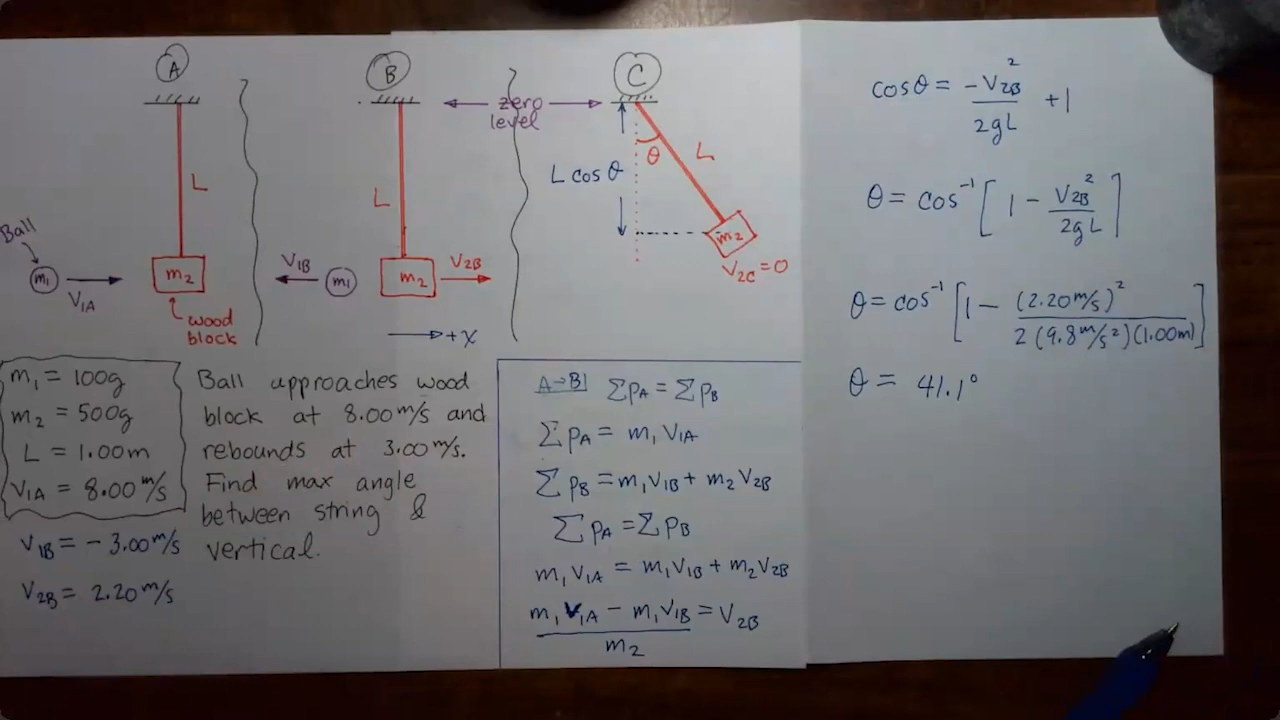 A
B
C
zero
level
L
L
L
θ
L cos θ
Ball
m₁
V₁A
m₂
wood
block
V₁B
m₁
m₂
V₂B
→ +x
m₂
V₂C = 0
m₁ = 100g
m₂ = 500g
L = 1.00m
V₁A = 8.00 m/s
V₁B = - 3.00 m/s
V₂B = 2.20 m/s
Ball approaches wood
block at 8.00 m/s and
rebounds at 3.00 m/s.
Find max angle
between string &
vertical.
A→B| ΣpA = ΣpB
ΣpA = m₁ V₁A
ΣpB = m₁V₁B + m₂V₂B
ΣpA = ΣpB
m₁V₁A = m₁V₁B + m₂V₂B
(m₁V₁A - m₁V₁B)/m₂ = V₂B
cosθ = -V₂B²/2gL + 1
θ = cos⁻¹[1 - V₂B²/2gL]
θ = cos⁻¹[1 - (2.20 m/s)²/2(9.8 m/s²)(1.00m)]
θ = 41.1°